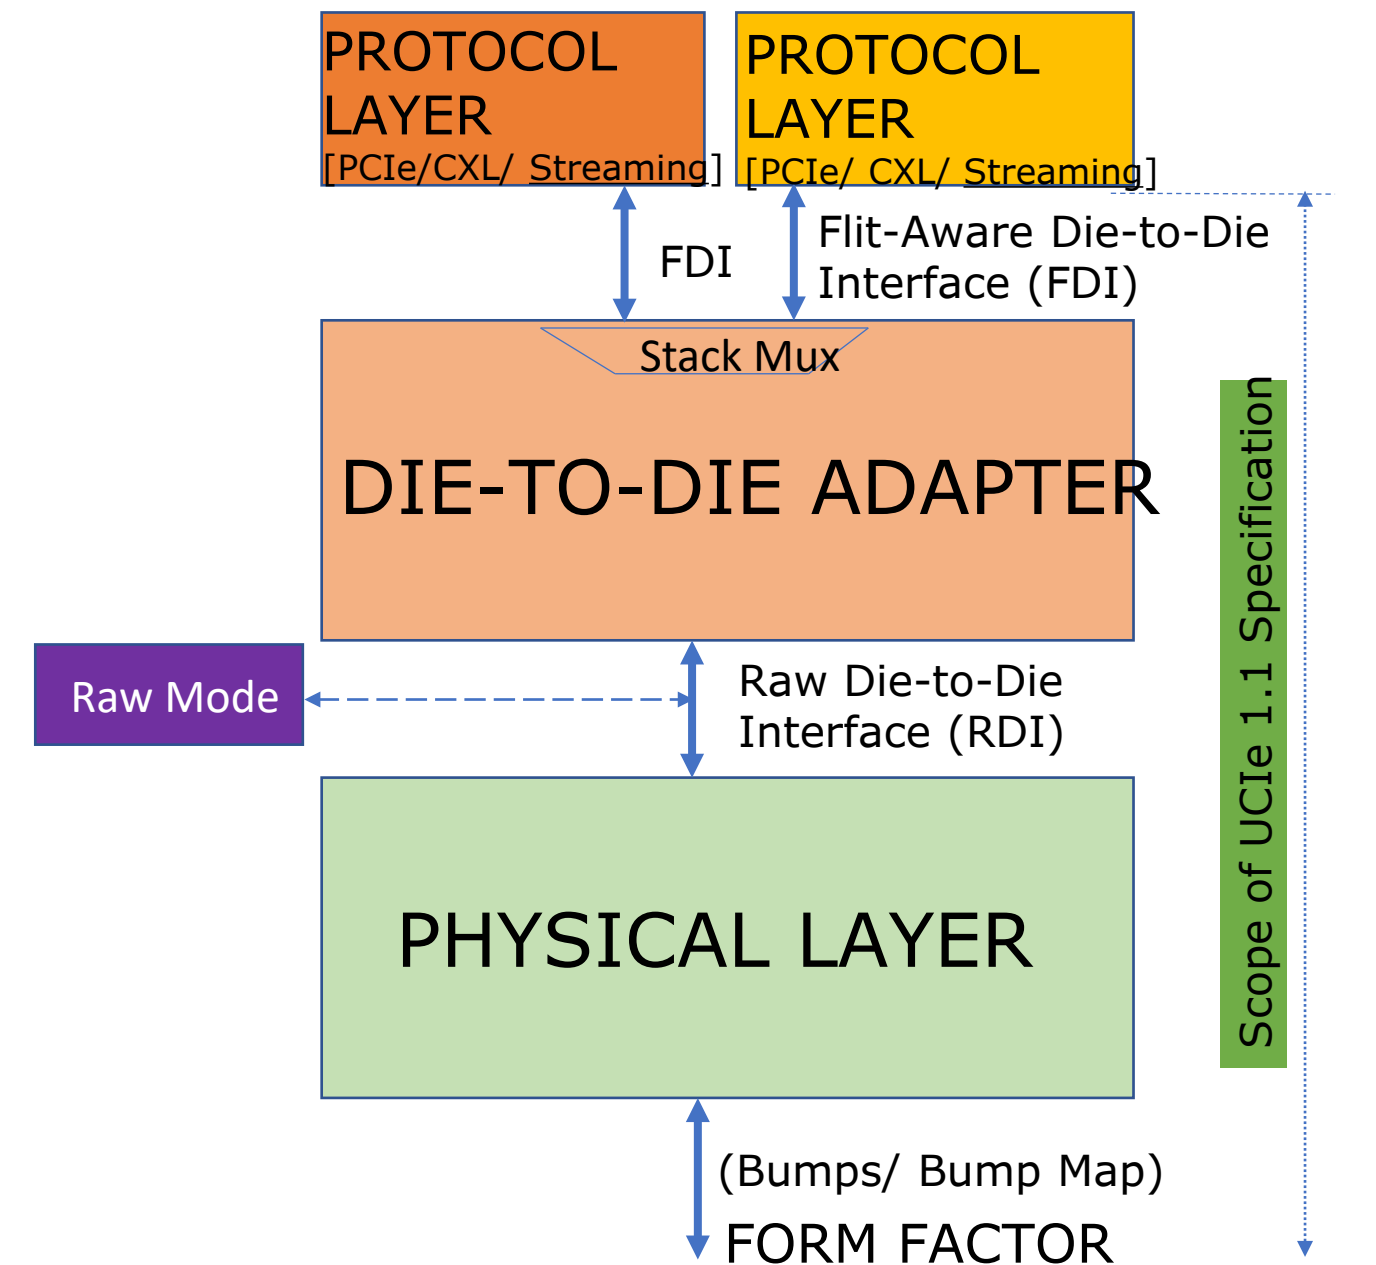 PROTOCOL
LAYER
[PCIe/CXL/ Streaming]
PROTOCOL
LAYER
[PCIe/ CXL/ Streaming]
FDI
Flit-Aware Die-to-Die
Interface (FDI)
Stack Mux
DIE-TO-DIE ADAPTER
Raw Mode
Raw Die-to-Die
Interface (RDI)
PHYSICAL LAYER
(Bumps/ Bump Map)
FORM FACTOR
Scope of UCIe 1.1 Specification